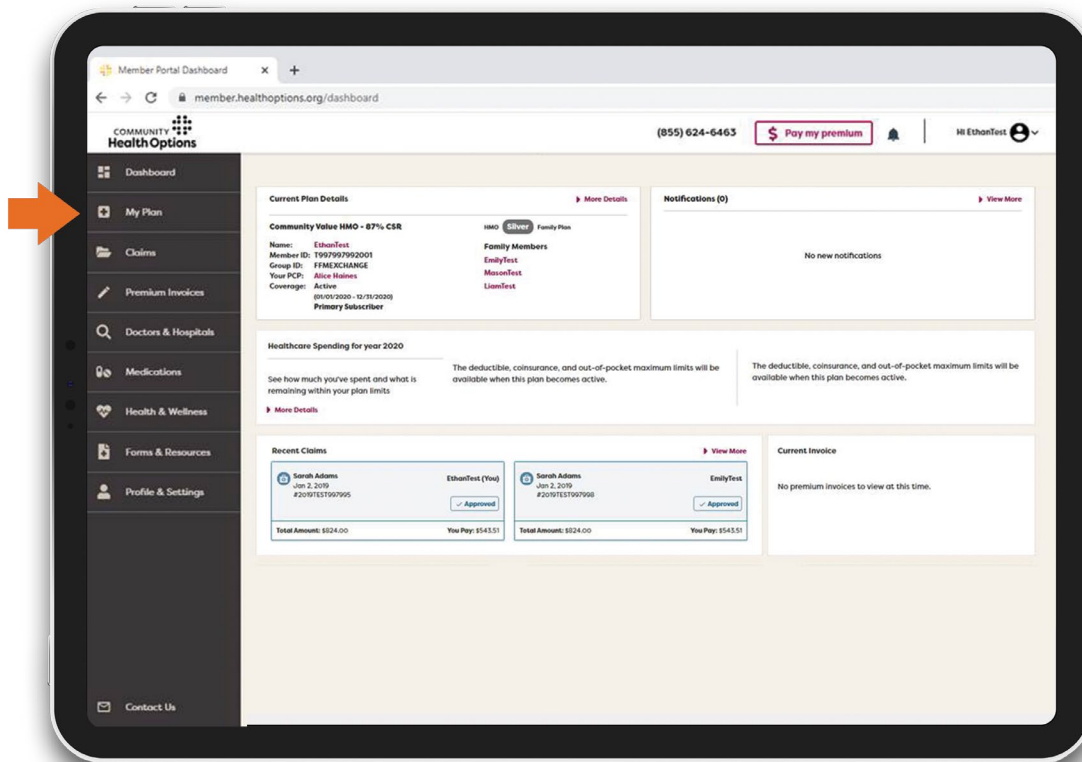 Member Portal Dashboard
member.healthoptions.org/dashboard
COMMUNITY
HealthOptions
(855) 624-6463
$ Pay my premium
Hi EthanTest
Dashboard
My Plan
Claims
Premium Invoices
Doctors & Hospitals
Medications
Health & Wellness
Forms & Resources
Profile & Settings
Contact Us
Current Plan Details
More Details
Community Value HMO - 87% CSR
HMO Silver Family Plan
Name: EthanTest
Member ID: T997997992001
Group ID: FFMEXCHANGE
Your PCP: Alice Haines
Coverage: Active
(01/01/2020 - 12/31/2020)
Primary Subscriber
Family Members
EmilyTest
MasonTest
LiamTest
Notifications (0)
View More
No new notifications
Healthcare Spending for year 2020
See how much you've spent and what is
remaining within your plan limits
More Details
The deductible, coinsurance, and out-of-pocket maximum limits will be
available when this plan becomes active.
The deductible, coinsurance, and out-of-pocket maximum limits will be
available when this plan becomes active.
Recent Claims
View More
Sarah Adams
Jan 2, 2019
#2019TEST997995
EthanTest (You)
Approved
Total Amount: $824.00
You Pay: $543.51
Sarah Adams
Jan 2, 2019
#2019TEST997998
EmilyTest
Approved
Total Amount: $824.00
You Pay: $543.51
Current Invoice
No premium invoices to view at this time.